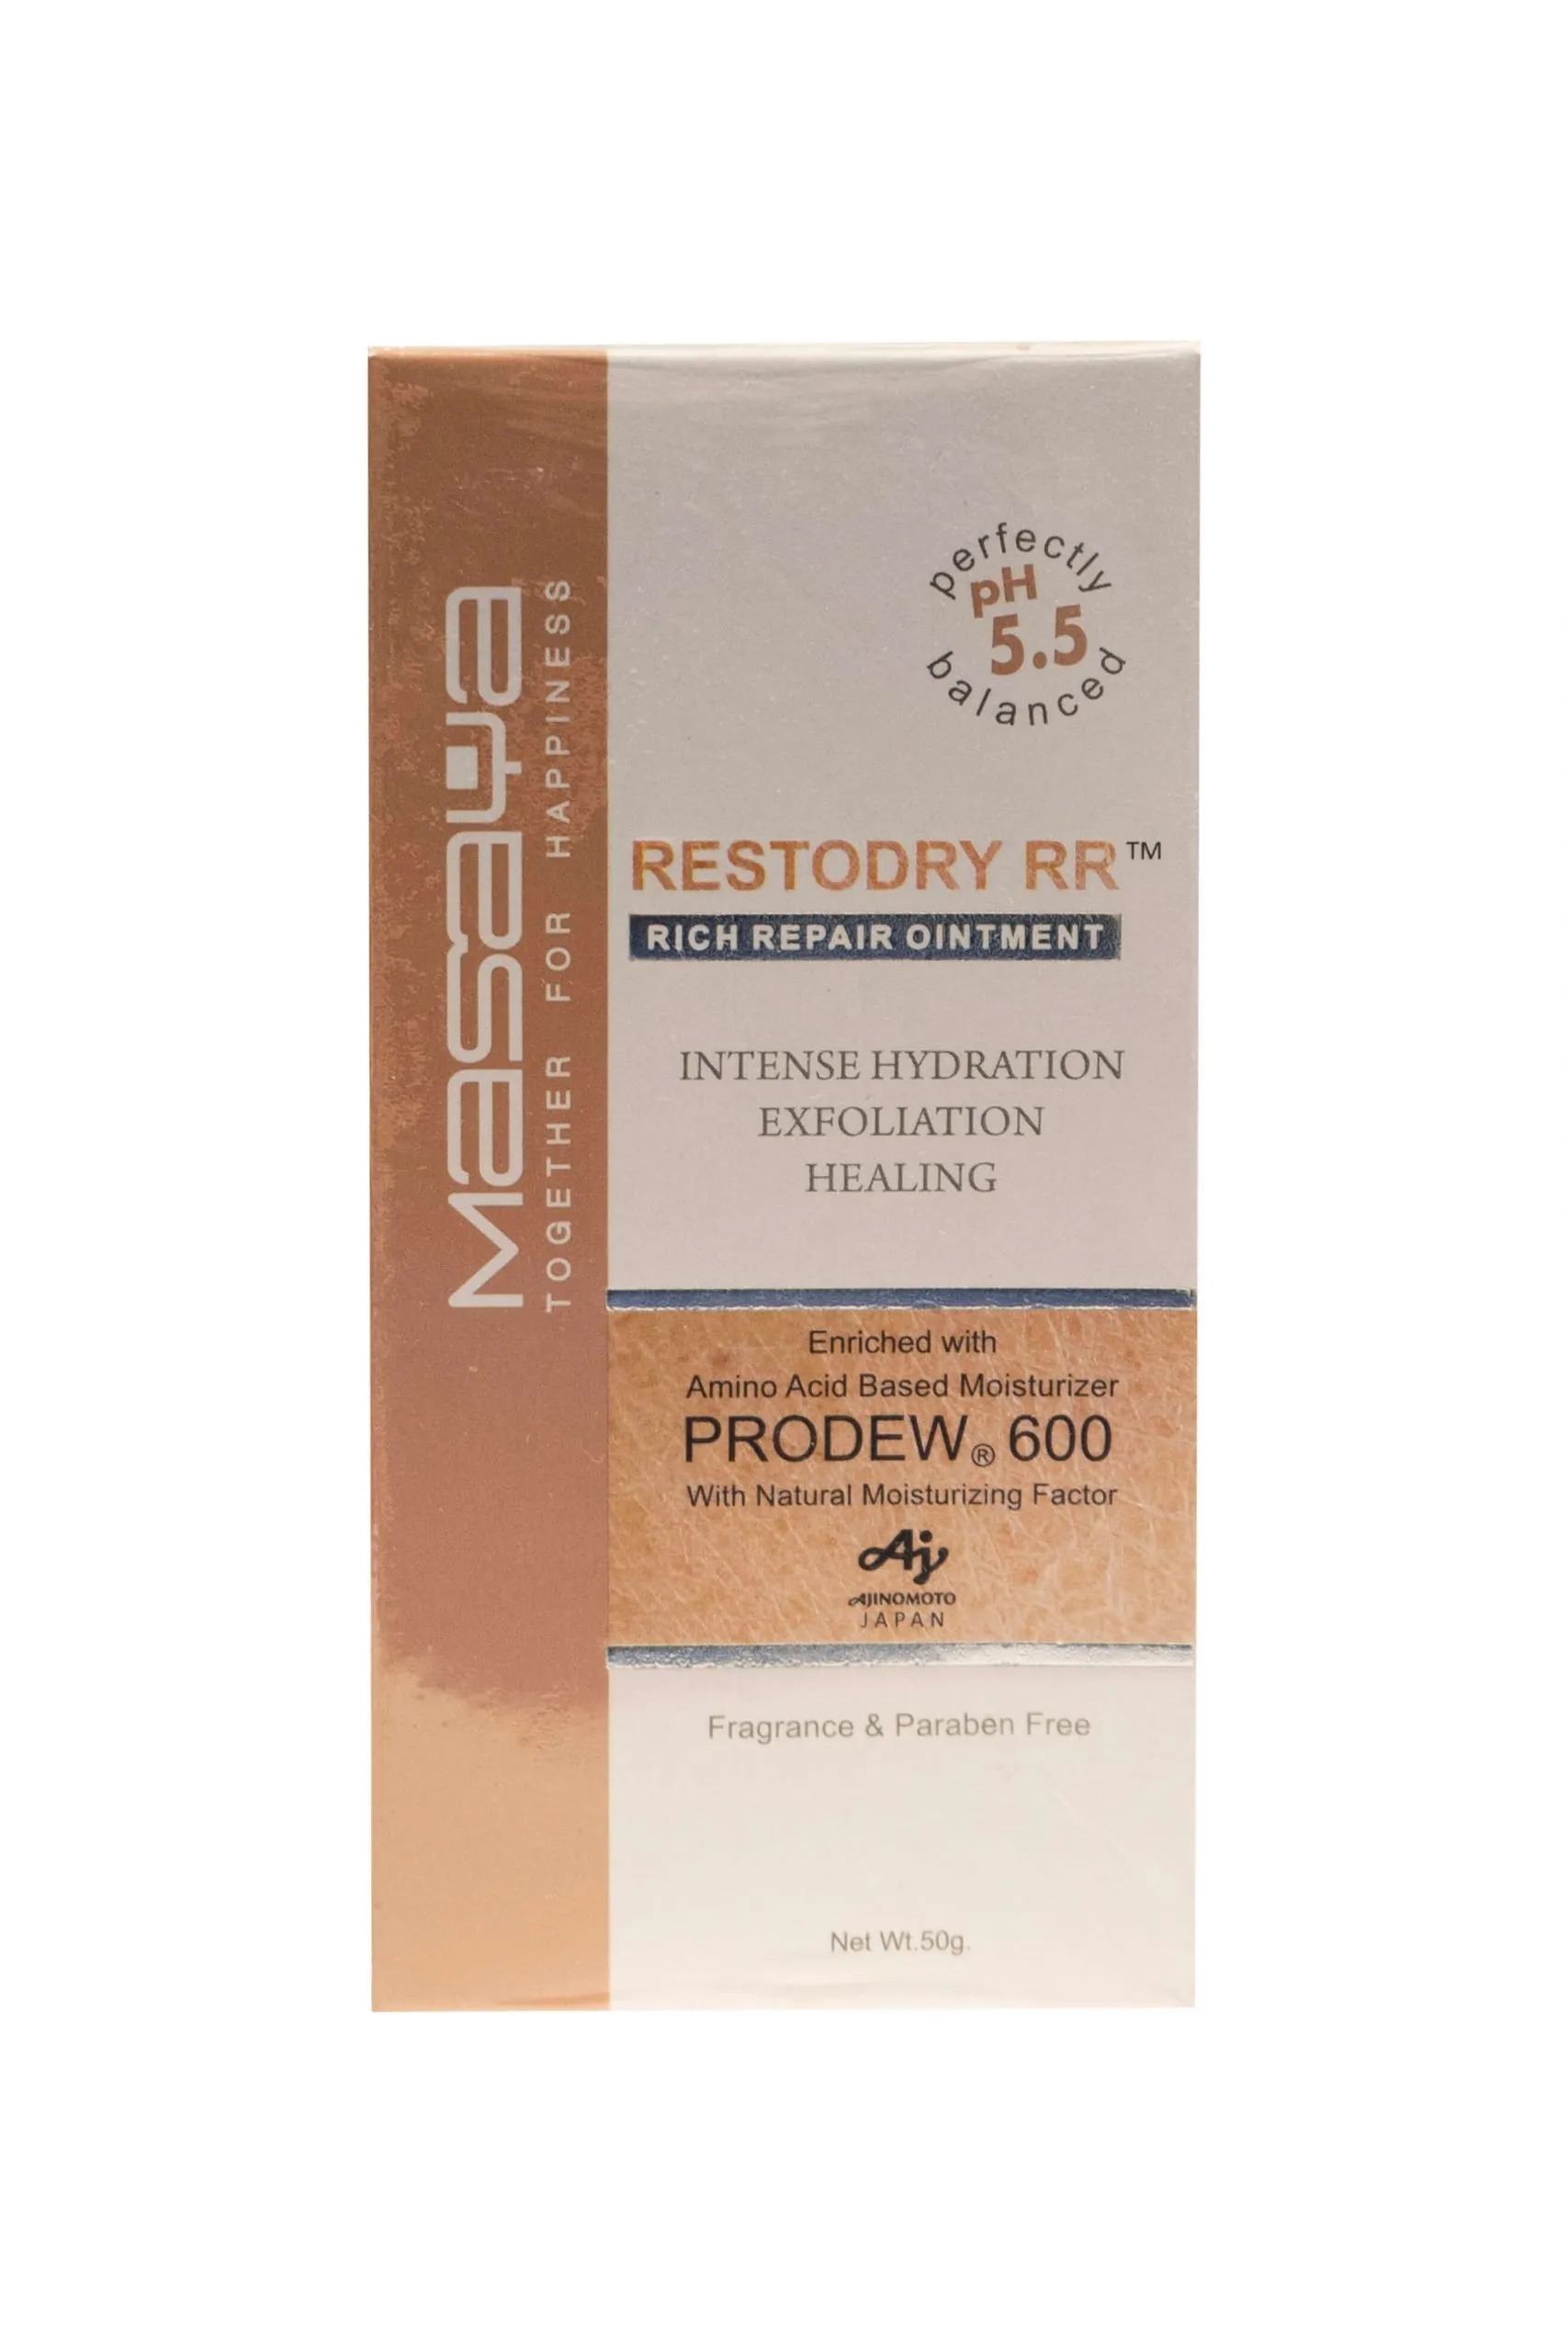 Masaya
TOGETHER FOR HAPPINESS
perfectly
pH
5.5
balanced
RESTODRY RR™
RICH REPAIR OINTMENT
INTENSE HYDRATION
EXFOLIATION
HEALING
Enriched with
Amino Acid Based Moisturizer
PRODEW® 600
With Natural Moisturizing Factor
Aj
AJINOMOTO
JAPAN
Fragrance & Paraben Free
Net Wt.50g.